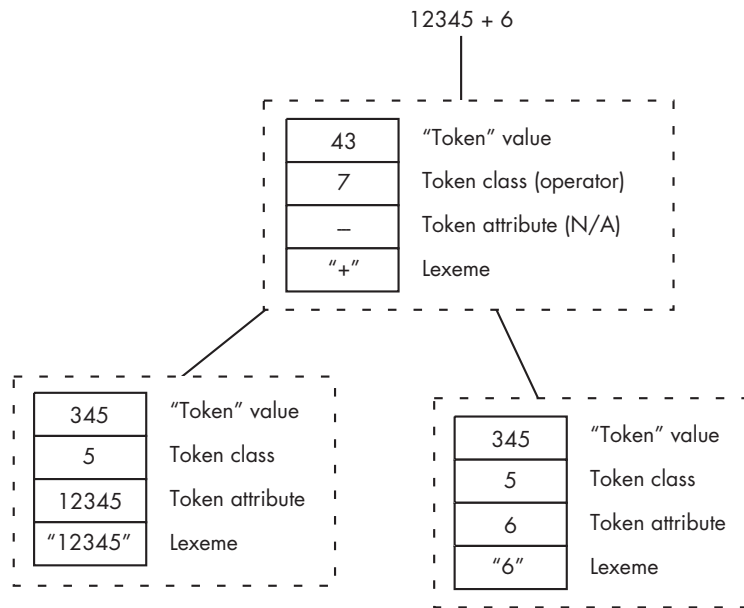 12345 + 6
43 “Token” value
7 Token class (operator)
– Token attribute (N/A)
“+” Lexeme
345 “Token” value
5 Token class
12345 Token attribute
“12345” Lexeme
345 “Token” value
5 Token class
6 Token attribute
“6” Lexeme